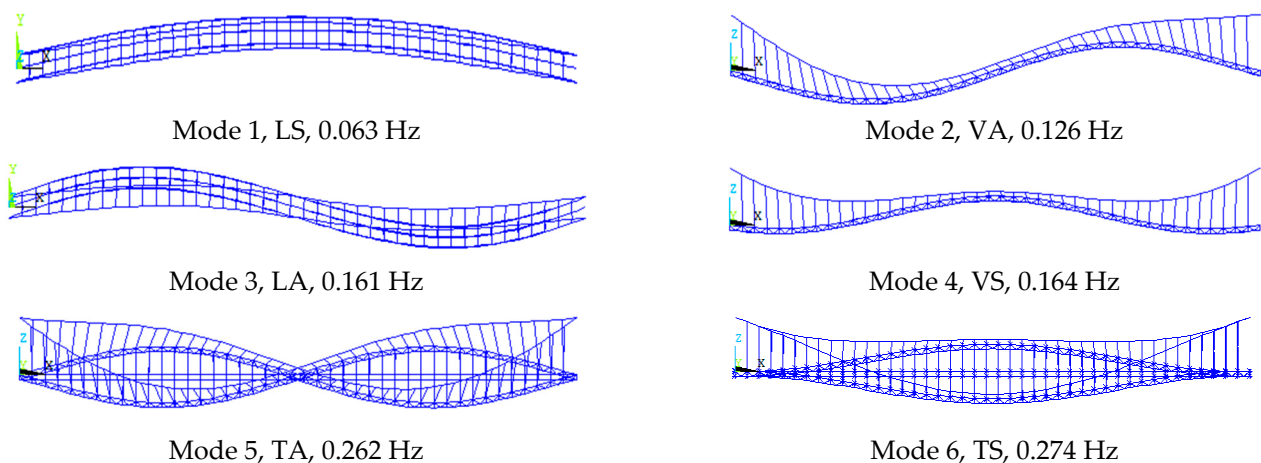 Y
Z
X
Mode 1, LS, 0.063 Hz
Z
Y
X
Mode 2, VA, 0.126 Hz
Y
Z
X
Mode 3, LA, 0.161 Hz
Z
Y
X
Mode 4, VS, 0.164 Hz
Z
Y
X
Mode 5, TA, 0.262 Hz
Z
Y
X
Mode 6, TS, 0.274 Hz